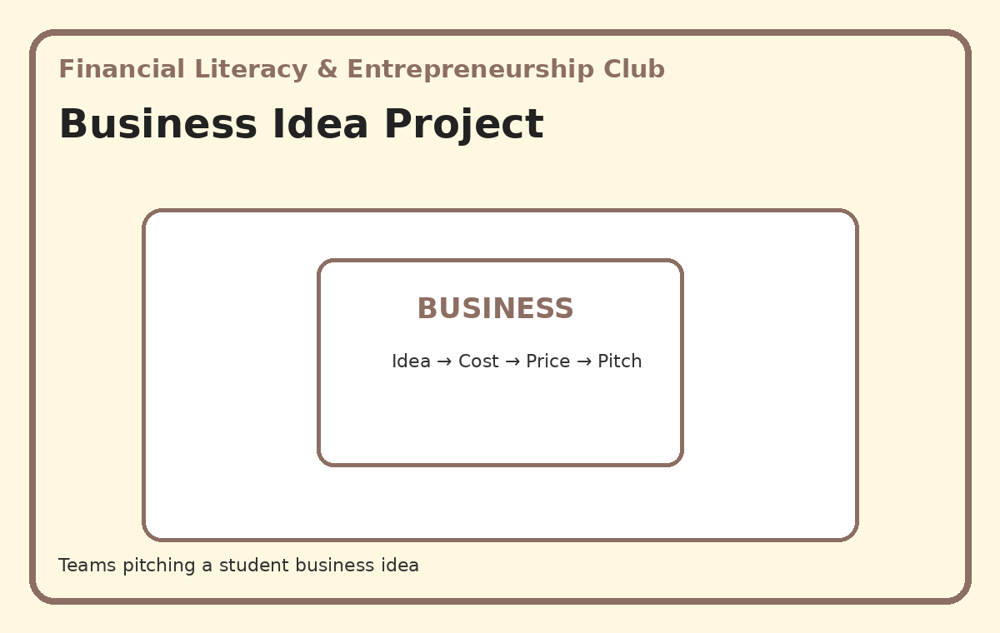 Financial Literacy & Entrepreneurship Club
Business Idea Project
BUSINESS
Idea → Cost → Price → Pitch
Teams pitching a student business idea